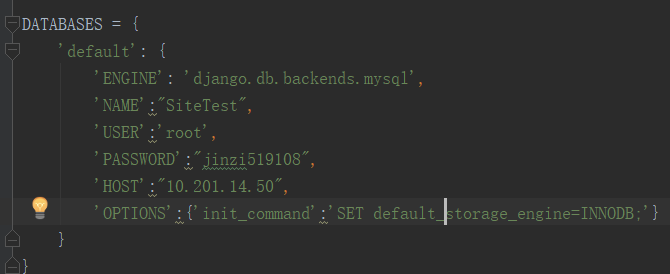 DATABASES = {
    'default': {
        'ENGINE': 'django.db.backends.mysql',
        'NAME':"SiteTest",
        'USER':'root',
        'PASSWORD':"jinzi519108",
        'HOST':"10.201.14.50",
        'OPTIONS':{'init_command':'SET default_storage_engine=INNODB;'}
    }
}